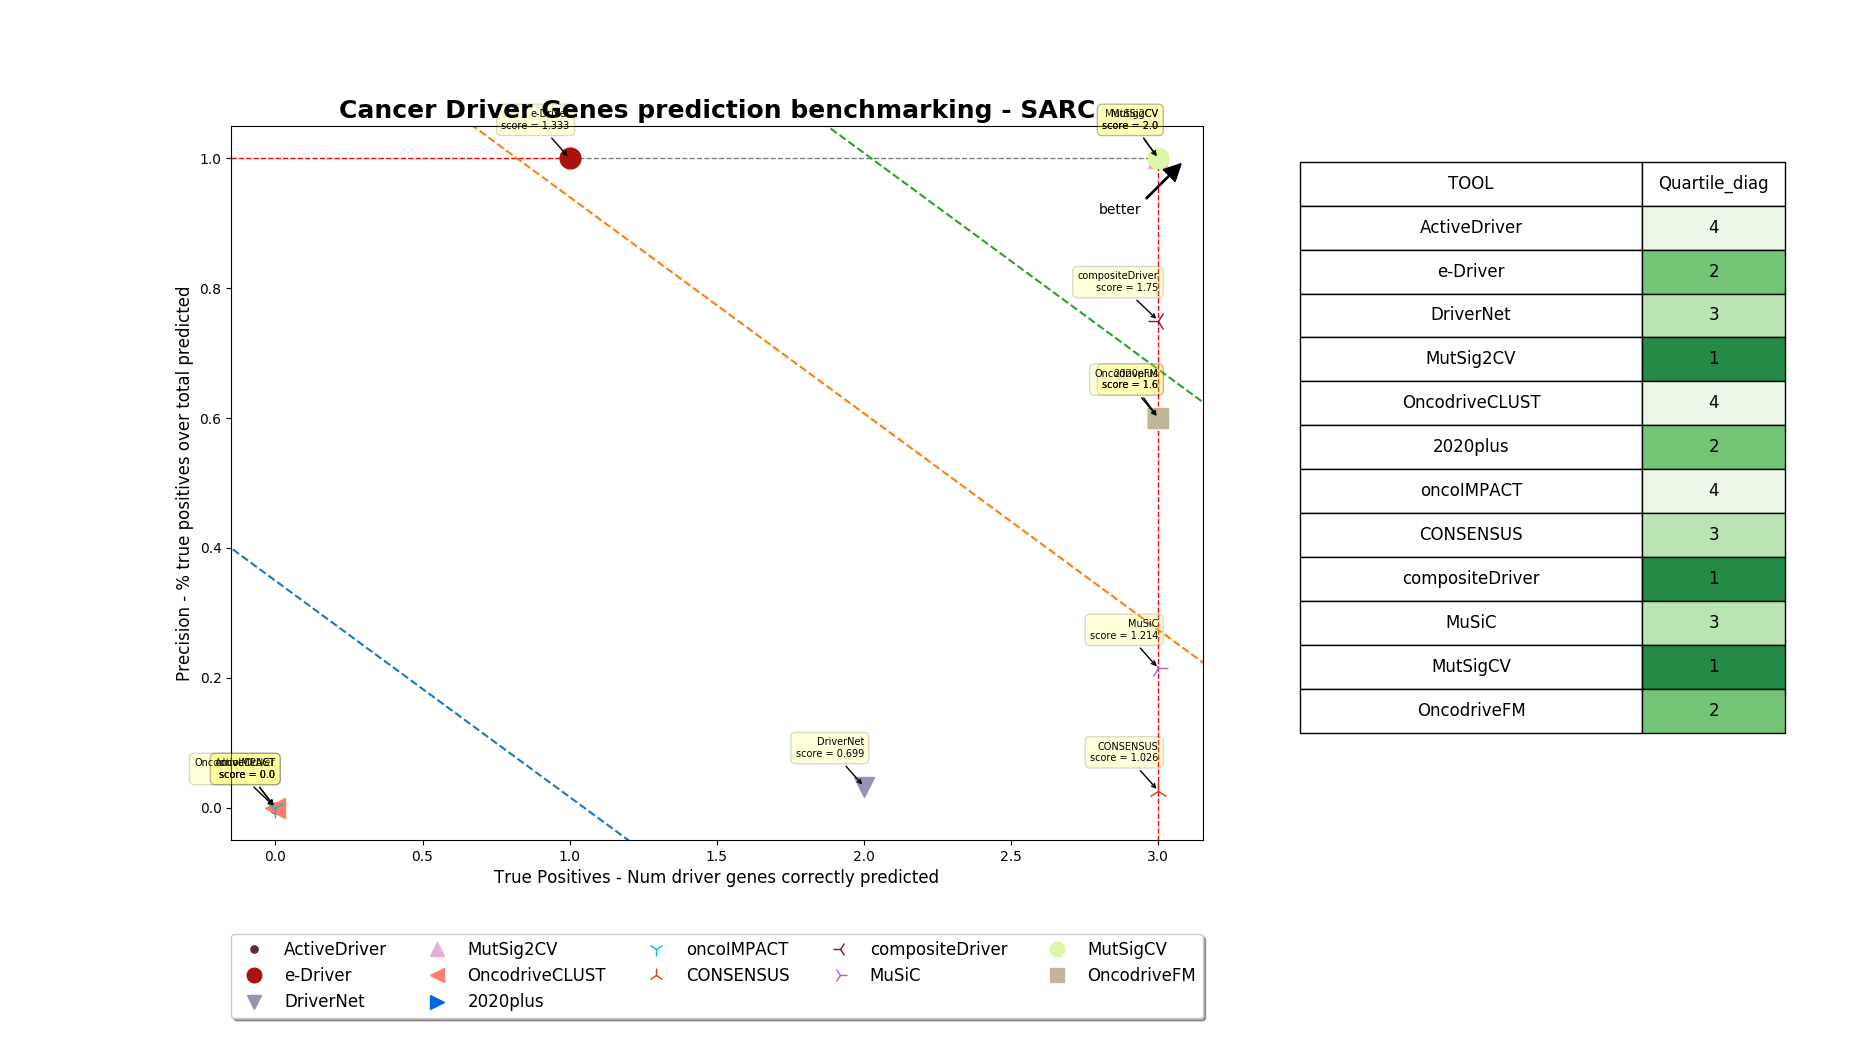 Cancer Driver Genes prediction benchmarking - SARC
score = 1.333
MutSig2CV
score = 2.0
better
compositeDriver
score = 1.75
score = 1.6
MuSiC
score = 1.214
DriverNet
score = 0.699
CONSENSUS
score = 1.026
score = 0.0
Precision - % true positives over total predicted
1.0
0.8
0.6
0.4
0.2
0.0
0.0 0.5 1.0 1.5 2.0 2.5 3.0
True Positives - Num driver genes correctly predicted
ActiveDriver MutSig2CV oncoIMPACT compositeDriver MutSigCV
e-Driver OncodriveCLUST CONSENSUS MuSiC OncodriveFM
DriverNet 2020plus
TOOL Quartile_diag
ActiveDriver 4
e-Driver 2
DriverNet 3
MutSig2CV 1
OncodriveCLUST 4
2020plus 2
oncoIMPACT 4
CONSENSUS 3
compositeDriver 1
MuSiC 3
MutSigCV 1
OncodriveFM 2